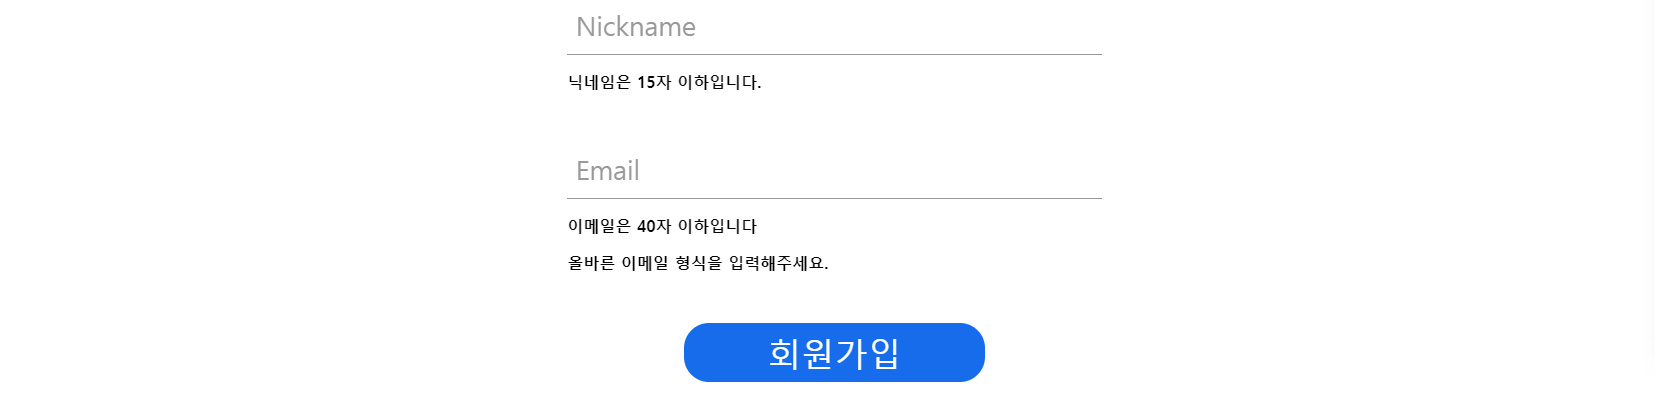 Nickname
닉네임은 15자 이하입니다.
Email
이메일은 40자 이하입니다
올바른 이메일 형식을 입력해주세요.
회원가입